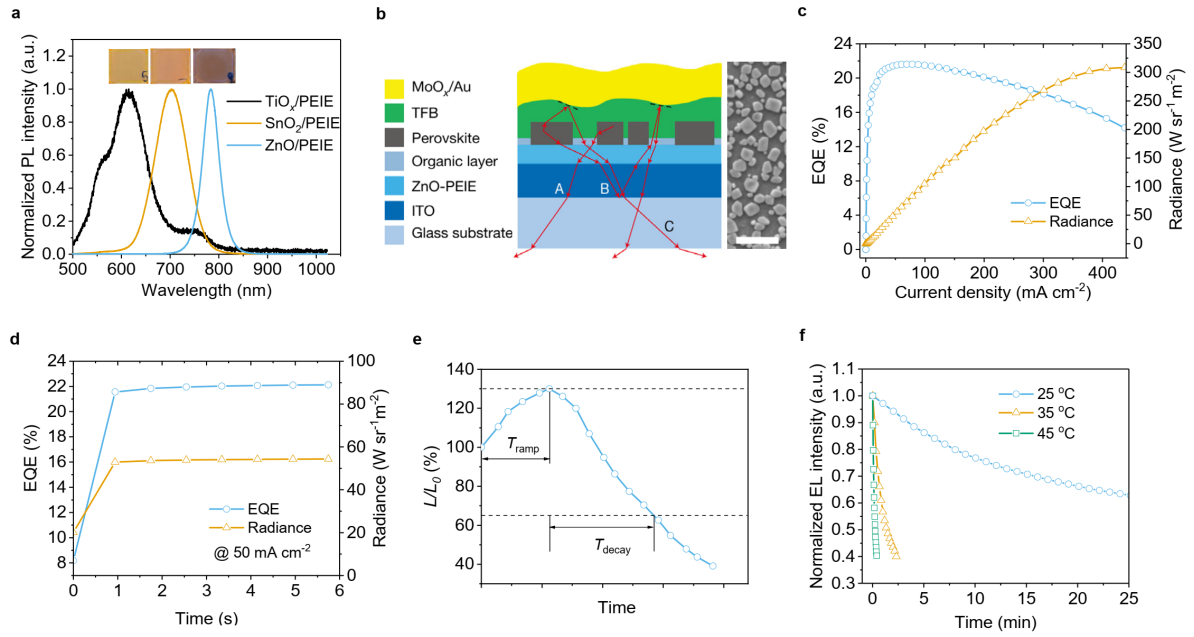 a
Normalized PL intensity (a.u.)
1.2
1.0
0.8
0.6
0.4
0.2
0.0
500 600 700 800 900 1000
Wavelength (nm)
TiOₓ/PEIE
SnO₂/PEIE
ZnO/PEIE
b
MoOₓ/Au
TFB
Perovskite
Organic layer
ZnO-PEIE
ITO
Glass substrate
A
B
C
c
EQE (%)
24
20
16
12
8
4
0
0 100 200 300 400
Current density (mA cm⁻²)
350
300
250
200
150
100
50
0
Radiance (W sr⁻¹m⁻²)
EQE
Radiance
d
EQE (%)
24
22
20
18
16
14
12
10
8
0 1 2 3 4 5 6
Time (s)
100
80
60
40
20
0
Radiance (W sr⁻¹m⁻²)
EQE
Radiance
@ 50 mA cm⁻²
e
L/L₀ (%)
140
120
100
80
60
40
T_ramp
T_decay
Time
f
Normalized EL intensity (a.u.)
1.1
1.0
0.9
0.8
0.7
0.6
0.5
0.4
0.3
0 5 10 15 20 25
Time (min)
25 °C
35 °C
45 °C